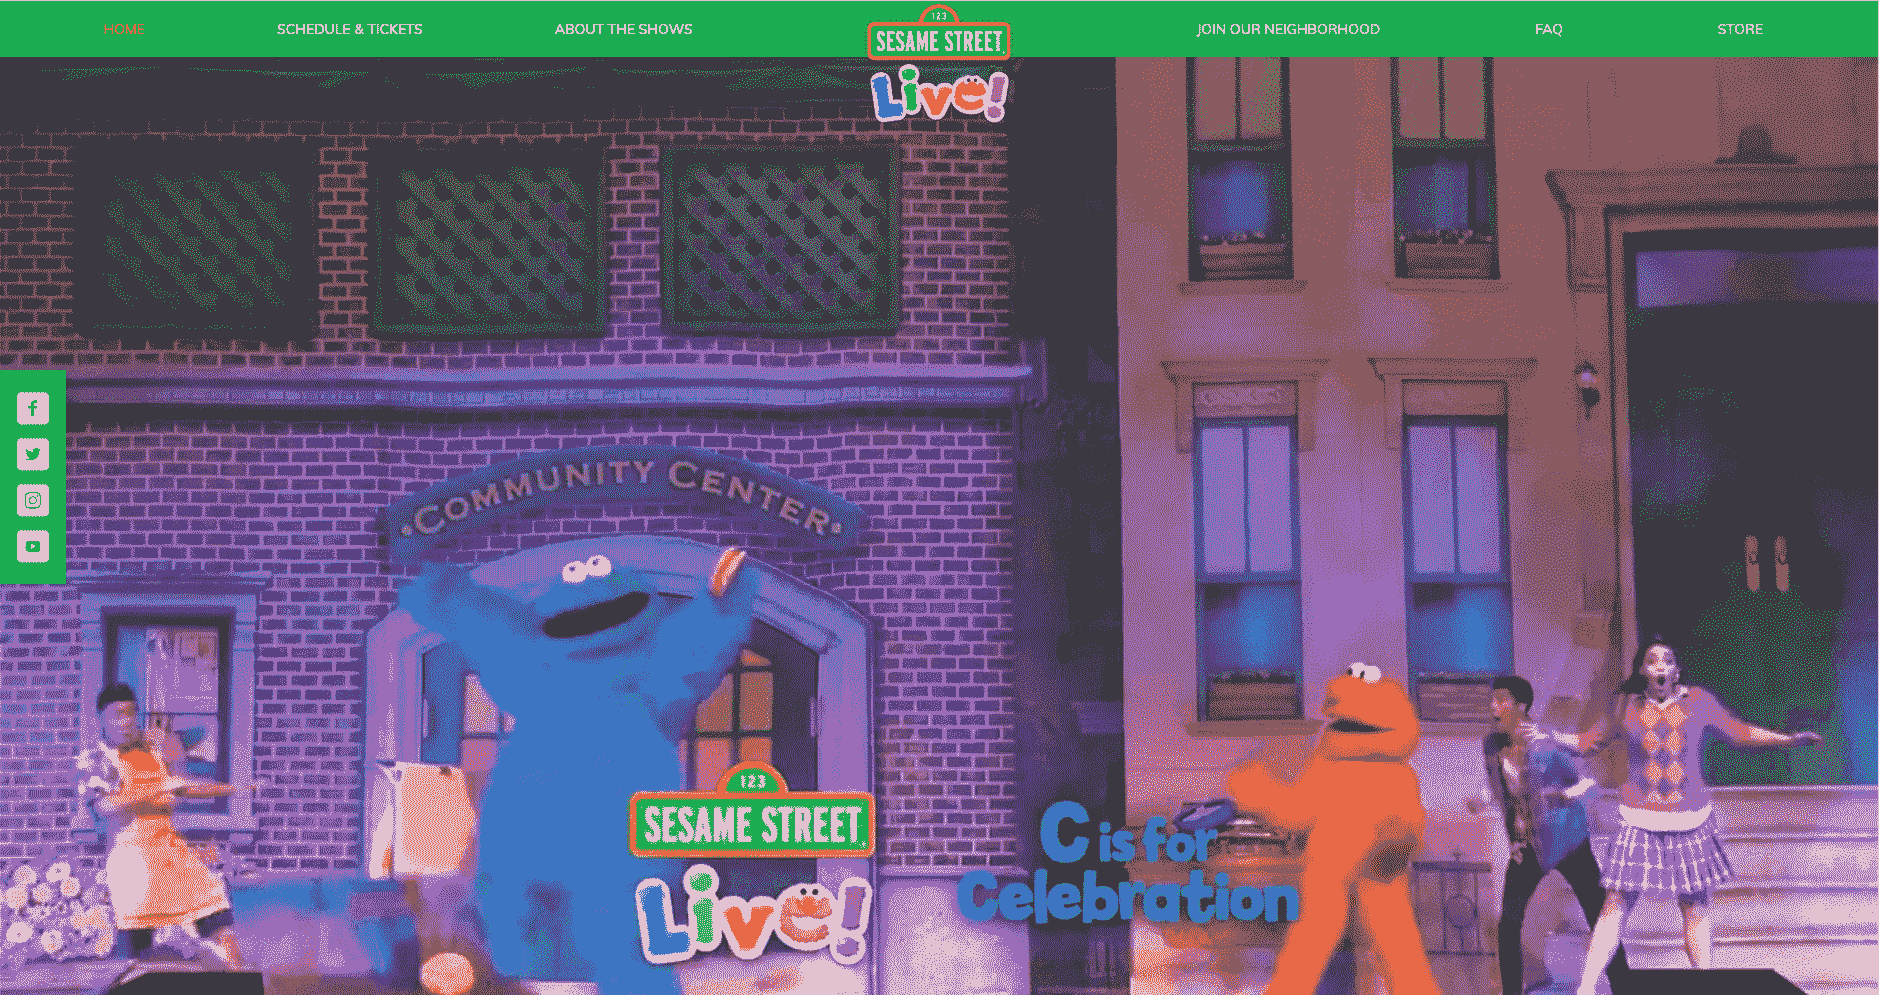 HOME
SCHEDULE & TICKETS
ABOUT THE SHOWS
123
SESAME STREET
Live!
JOIN OUR NEIGHBORHOOD
FAQ
STORE
COMMUNITY CENTER
123
SESAME STREET
Live!
C is for
Celebration